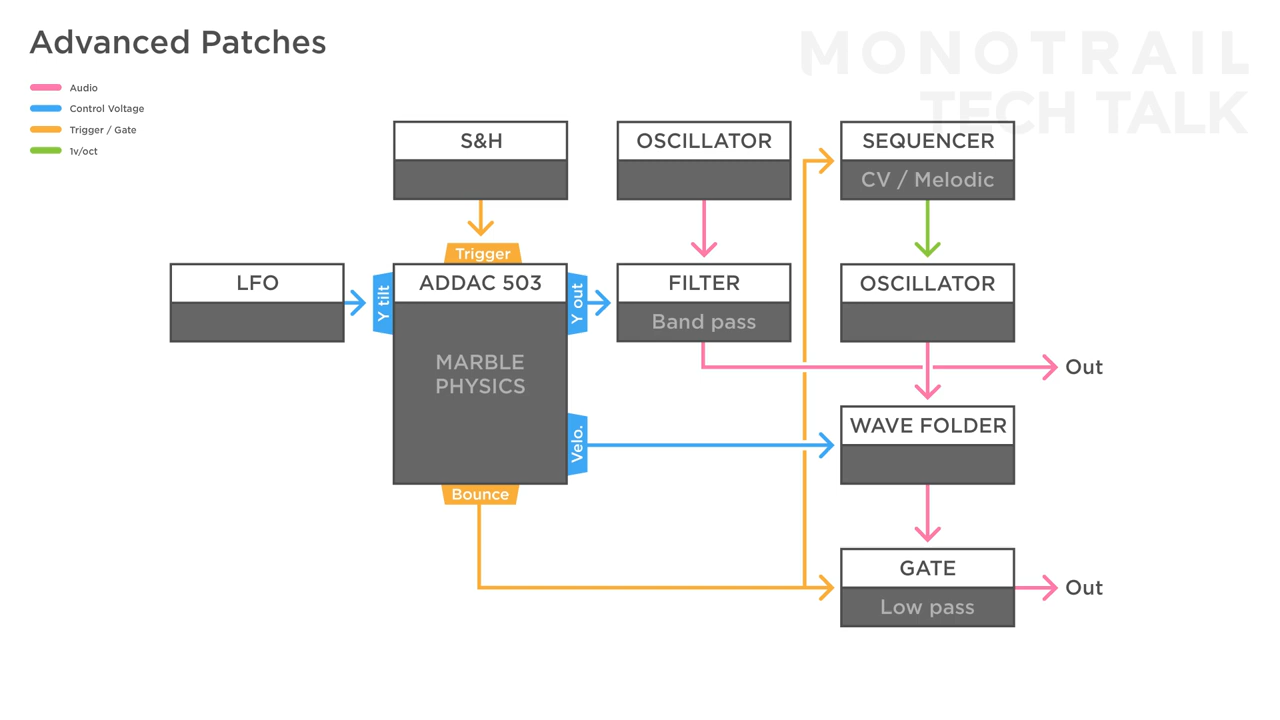 Advanced Patches
MONOTRAIL
TECH TALK
Audio
Control Voltage
Trigger / Gate
1v/oct
S&H
OSCILLATOR
SEQUENCER
CV / Melodic
Trigger
LFO
Y tilt
ADDAC 503
MARBLE
PHYSICS
Y out
FILTER
Band pass
OSCILLATOR
Out
Velo.
WAVE FOLDER
Bounce
GATE
Low pass
Out